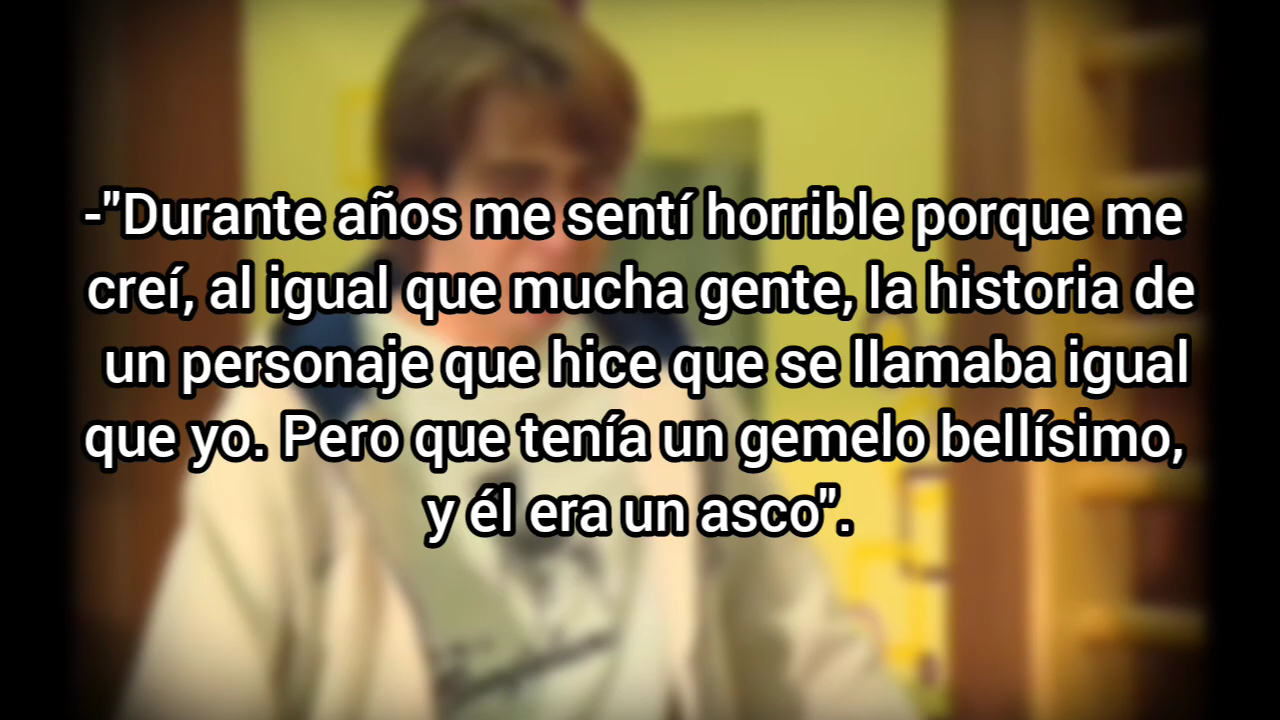 -"Durante años me sentí horrible porque me
creí, al igual que mucha gente, la historia de
un personaje que hice que se llamaba igual
que yo. Pero que tenía un gemelo bellísimo,
y él era un asco".